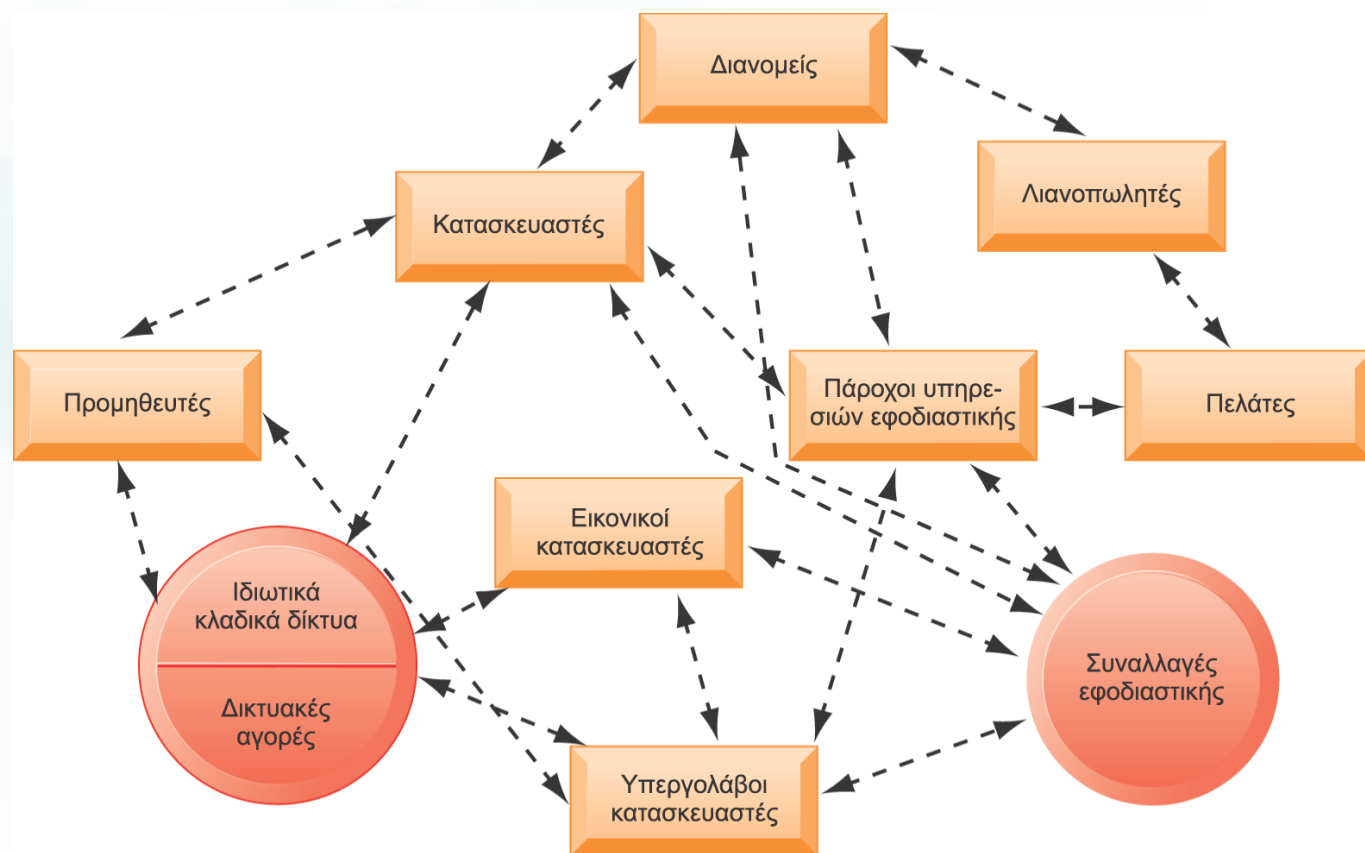 Διανομείς
Λιανοπωλητές
Κατασκευαστές
Προμηθευτές
Πάροχοι υπηρε-
σιών εφοδιαστικής
Πελάτες
Εικονικοί
κατασκευαστές
Ιδιωτικά
κλαδικά δίκτυα
Δικτυακές
αγορές
Συναλλαγές
εφοδιαστικής
Υπεργολάβοι
κατασκευαστές